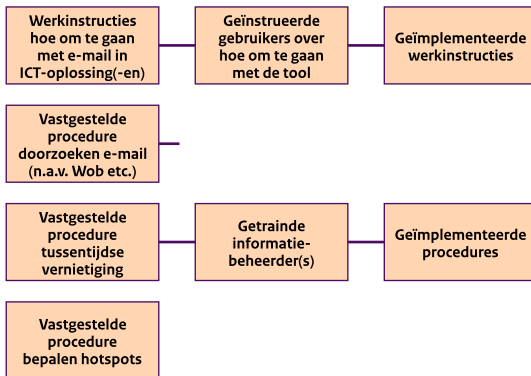 Werkinstructies
hoe om te gaan
met e-mail in
ICT-oplossing(-en)
Geïnstrueerde
gebruikers over
hoe om te gaan
met de tool
Geïmplementeerde
werkinstructies
Vastgestelde
procedure
doorzoeken e-mail
(n.a.v. Wob etc.)
Vastgestelde
procedure
tussentijdse
vernietiging
Getrainde
informatie-
beheerder(s)
Geïmplementeerde
procedures
Vastgestelde
procedure
bepalen hotspots